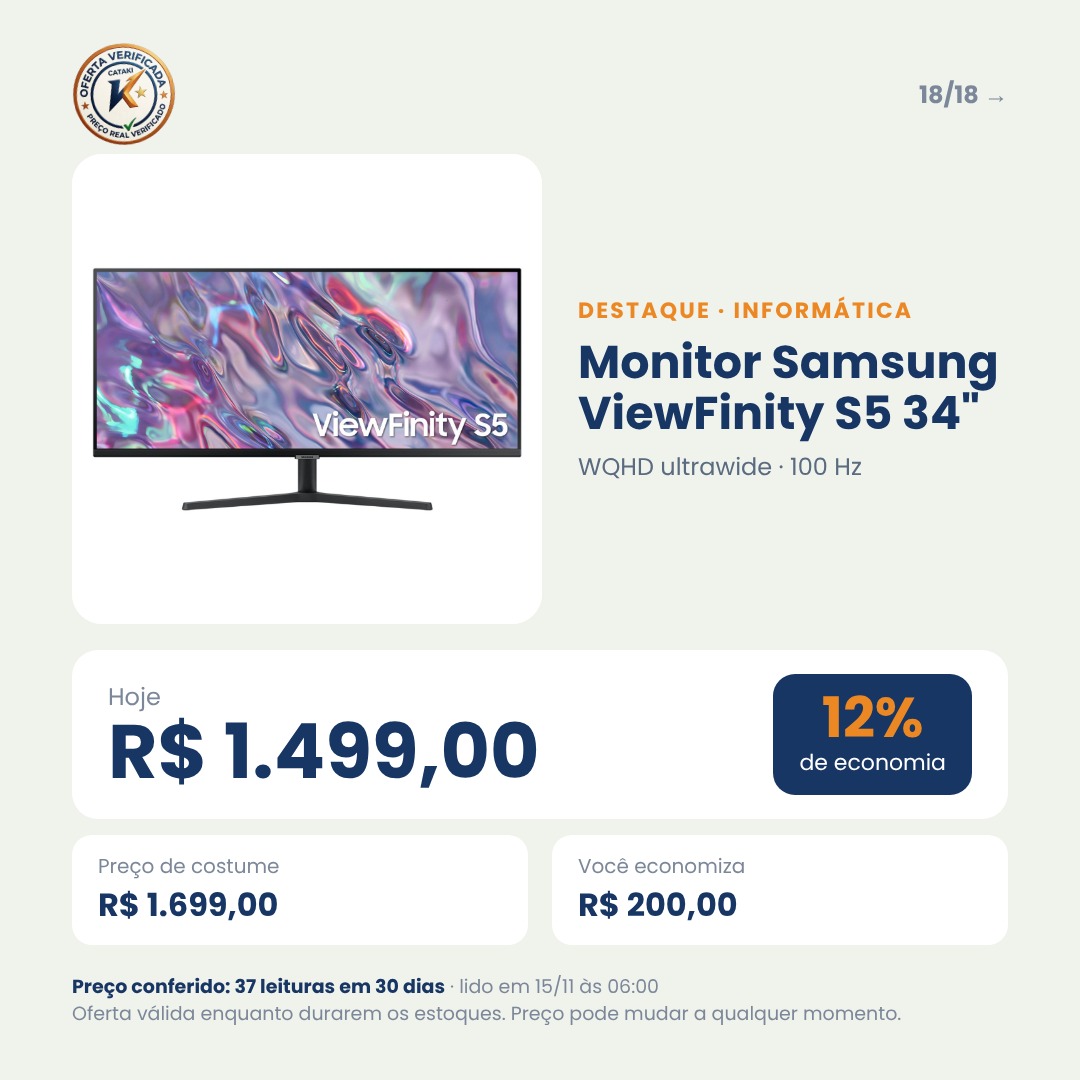 OFERTA VERIFICADA
CATAKI
K
PREÇO REAL VERIFICADO
18/18 →
ViewFinity S5
DESTAQUE · INFORMÁTICA
Monitor Samsung
ViewFinity S5 34"
WQHD ultrawide · 100 Hz
Hoje
R$ 1.499,00
12%
de economia
Preço de costume
R$ 1.699,00
Você economiza
R$ 200,00
Preço conferido: 37 leituras em 30 dias · lido em 15/11 às 06:00
Oferta válida enquanto durarem os estoques. Preço pode mudar a qualquer momento.